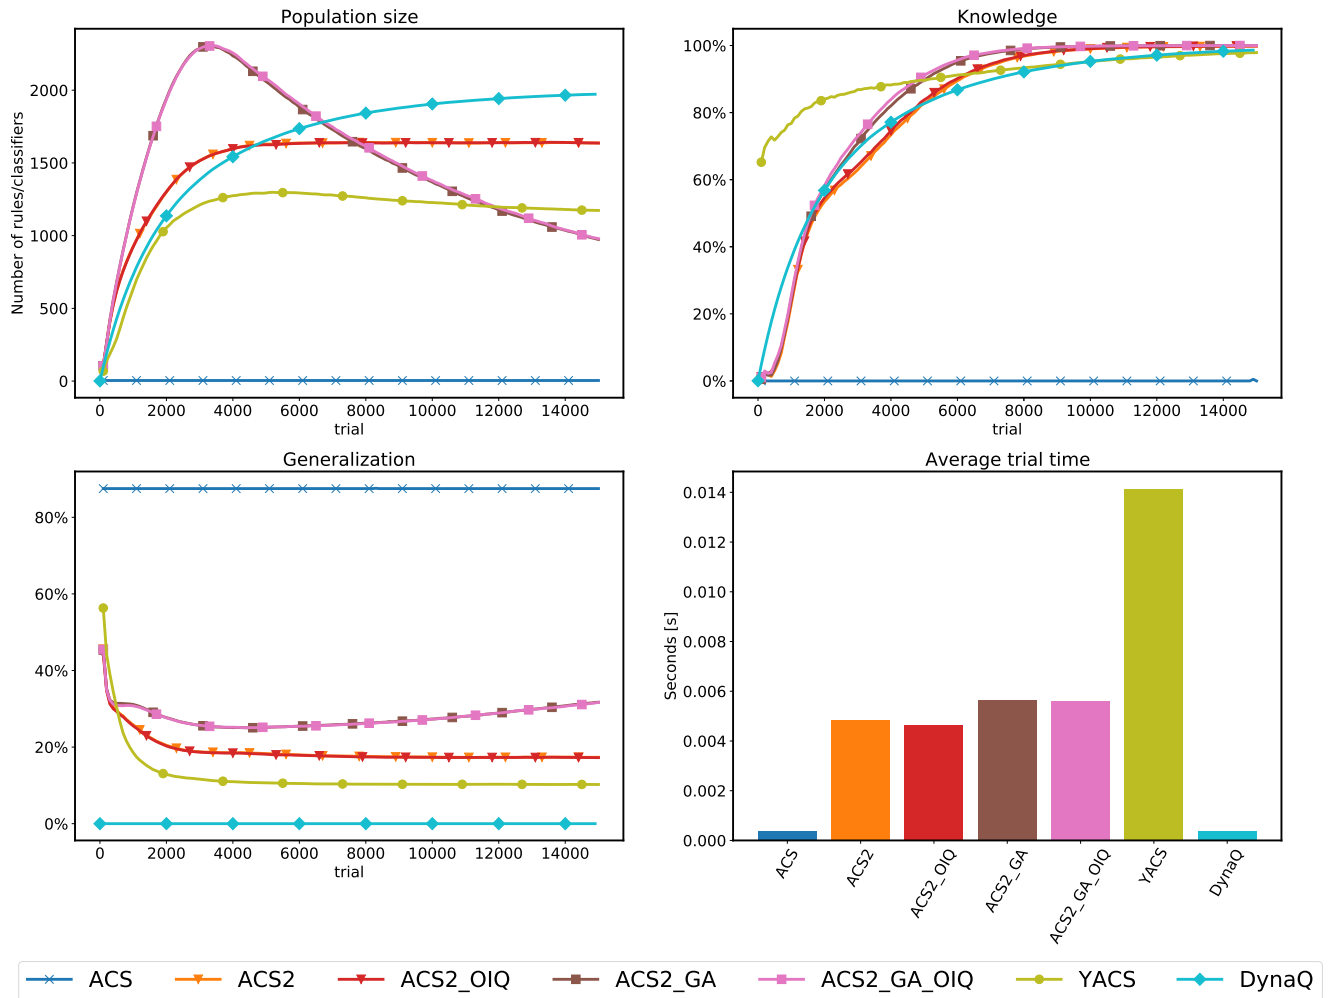 Population size
Number of rules/classifiers
2000
1500
1000
500
0
0 2000 4000 6000 8000 10000 12000 14000
trial
Knowledge
100%
80%
60%
40%
20%
0%
0 2000 4000 6000 8000 10000 12000 14000
trial
Generalization
80%
60%
40%
20%
0%
0 2000 4000 6000 8000 10000 12000 14000
trial
Average trial time
Seconds [s]
0.014
0.012
0.010
0.008
0.006
0.004
0.002
0.000
ACS ACS2 ACS2_OIQ ACS2_GA ACS2_GA_OIQ YACS DynaQ
ACS ACS2 ACS2_OIQ ACS2_GA ACS2_GA_OIQ YACS DynaQ